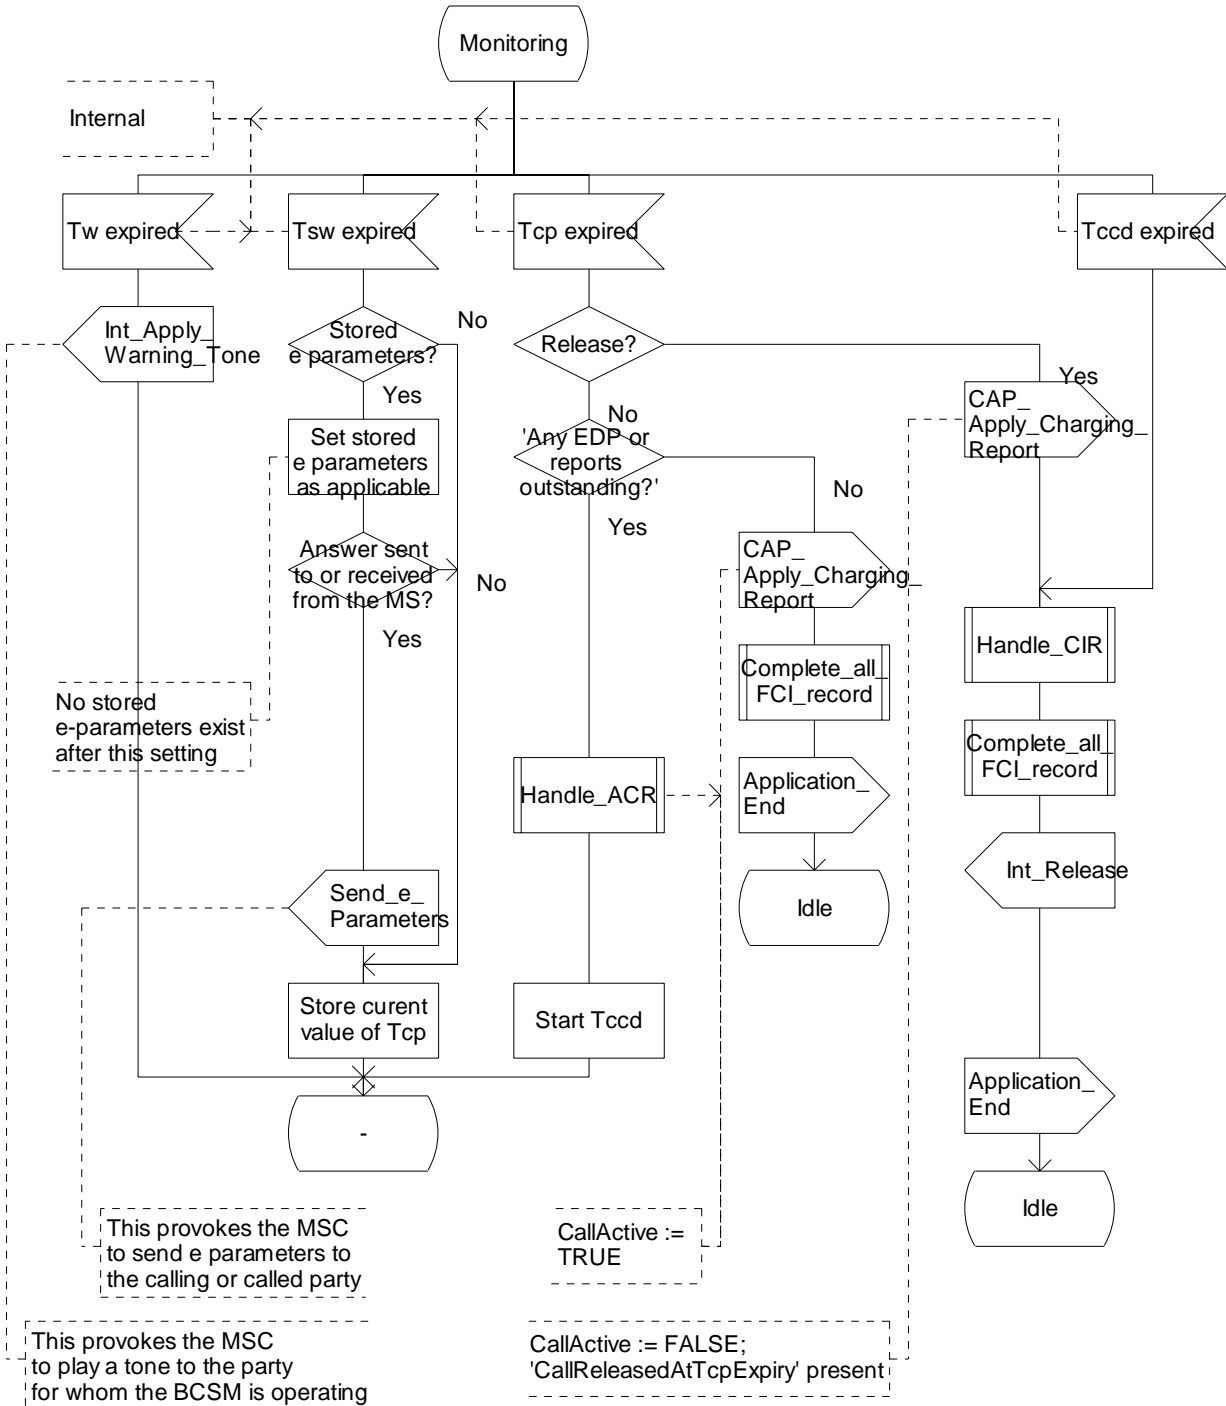 Monitoring
Internal
Tw expired
Tsw expired
Tcp expired
Tccd expired
Int_Apply_
Warning_Tone
Stored
e parameters?
No
Yes
Release?
No
Yes
CAP_
Apply_Charging_
Report
Set stored
e parameters
as applicable
'Any EDP or
reports
outstanding?'
No
Yes
Answer sent
to or received
from the MS?
No
Yes
CAP_
Apply_Charging_
Report
Handle_CIR
Complete_all_
FCI_record
No stored
e-parameters exist
after this setting
Complete_all_
FCI_record
Handle_ACR
Application_
End
Int_Release
Send_e_
Parameters
Idle
Store curent
value of Tcp
Start Tccd
Application_
End
-
Idle
This provokes the MSC
to send e parameters to
the calling or called party
CallActive :=
TRUE
This provokes the MSC
to play a tone to the party
for whom the BCSM is operating
CallActive := FALSE;
'CallReleasedAtTcpExpiry' present